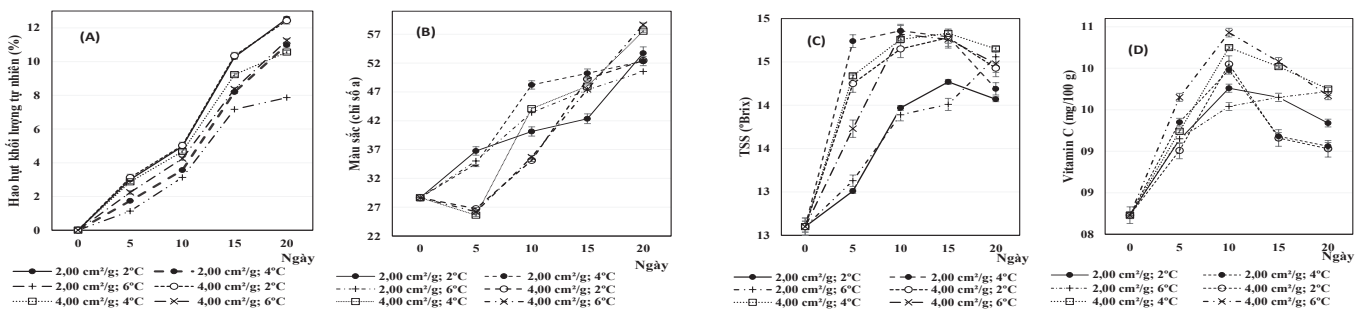 (A)
Hao hụt khối lượng tự nhiên (%)
12
10
8
6
4
2
0
0 5 10 15 20
Ngày
2,00 cm²/g; 2ºC 2,00 cm²/g; 4ºC
2,00 cm²/g; 6ºC 4,00 cm²/g; 2ºC
4,00 cm²/g; 4ºC 4,00 cm²/g; 6ºC
(B)
Màu sắc (chỉ số a)
57
52
47
42
37
32
27
22
0 5 10 15 20
Ngày
2,00 cm²/g; 2ºC 2,00 cm²/g; 4ºC
2,00 cm²/g; 6ºC 4,00 cm²/g; 2ºC
4,00 cm²/g; 4ºC 4,00 cm²/g; 6ºC
(C)
TSS (ºBrix)
15
15
14
14
13
13
0 5 10 15 20
Ngày
2,00 cm²/g; 2ºC 2,00 cm²/g; 4ºC
2,00 cm²/g; 6ºC 4,00 cm²/g; 2ºC
4,00 cm²/g; 4ºC 4,00 cm²/g; 6ºC
(D)
Vitamin C (mg/100 g)
11
10
10
09
09
08
0 5 10 15 20
Ngày
2,00 cm²/g; 2ºC 2,00 cm²/g; 4ºC
2,00 cm²/g; 6ºC 4,00 cm²/g; 2ºC
4,00 cm²/g; 4ºC 4,00 cm²/g; 6ºC